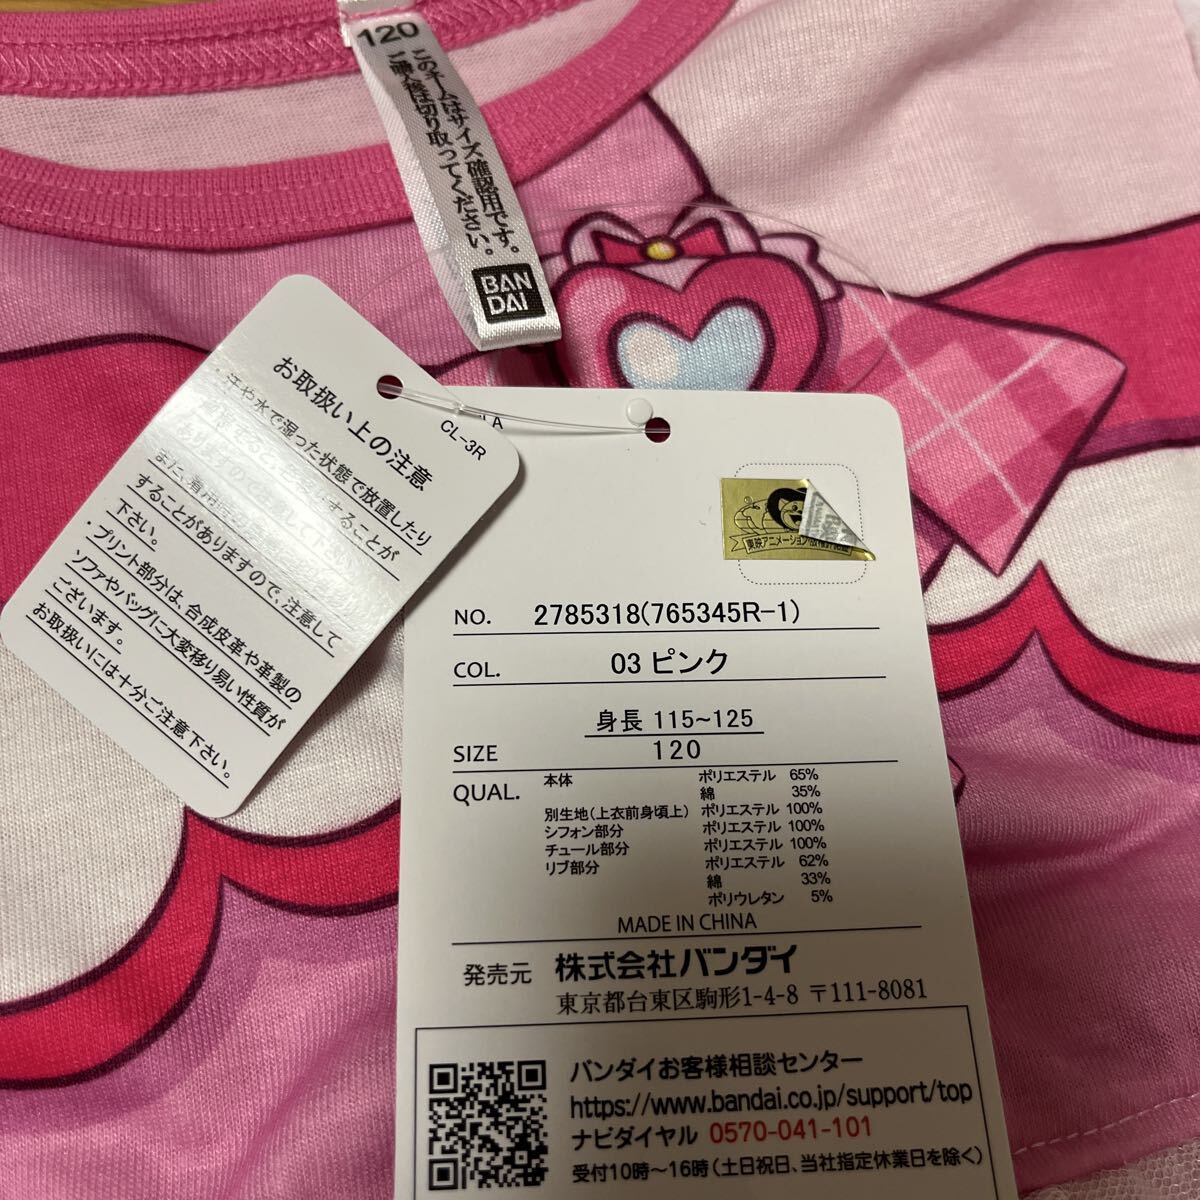 120
このネームはサイズ確認用です。
ご購入後は切り取ってください。
BAN
DAI
CL-3R
お取扱い上の注意
・汗や水で湿った状態で放置したり
することがありますので、注意して
下さい。
・プリント部分は、合成皮革や革製の
ソファやバッグに大変移り易い性質が
ございます。
お取扱いには十分ご注意下さい。
A
NO. 2785318(765345R-1)
COL. 03 ピンク
身長 115~125
SIZE 120
QUAL. 本体 ポリエステル 65%
綿 35%
別生地(上衣前身頃上) ポリエステル 100%
シフォン部分 ポリエステル 100%
チュール部分 ポリエステル 100%
リブ部分 ポリエステル 62%
綿 33%
ポリウレタン 5%
MADE IN CHINA
発売元 株式会社バンダイ
東京都台東区駒形1-4-8 〒111-8081
バンダイお客様相談センター
https://www.bandai.co.jp/support/top
ナビダイヤル 0570-041-101
受付10時~16時(土日祝日、当社指定休業日を除く)